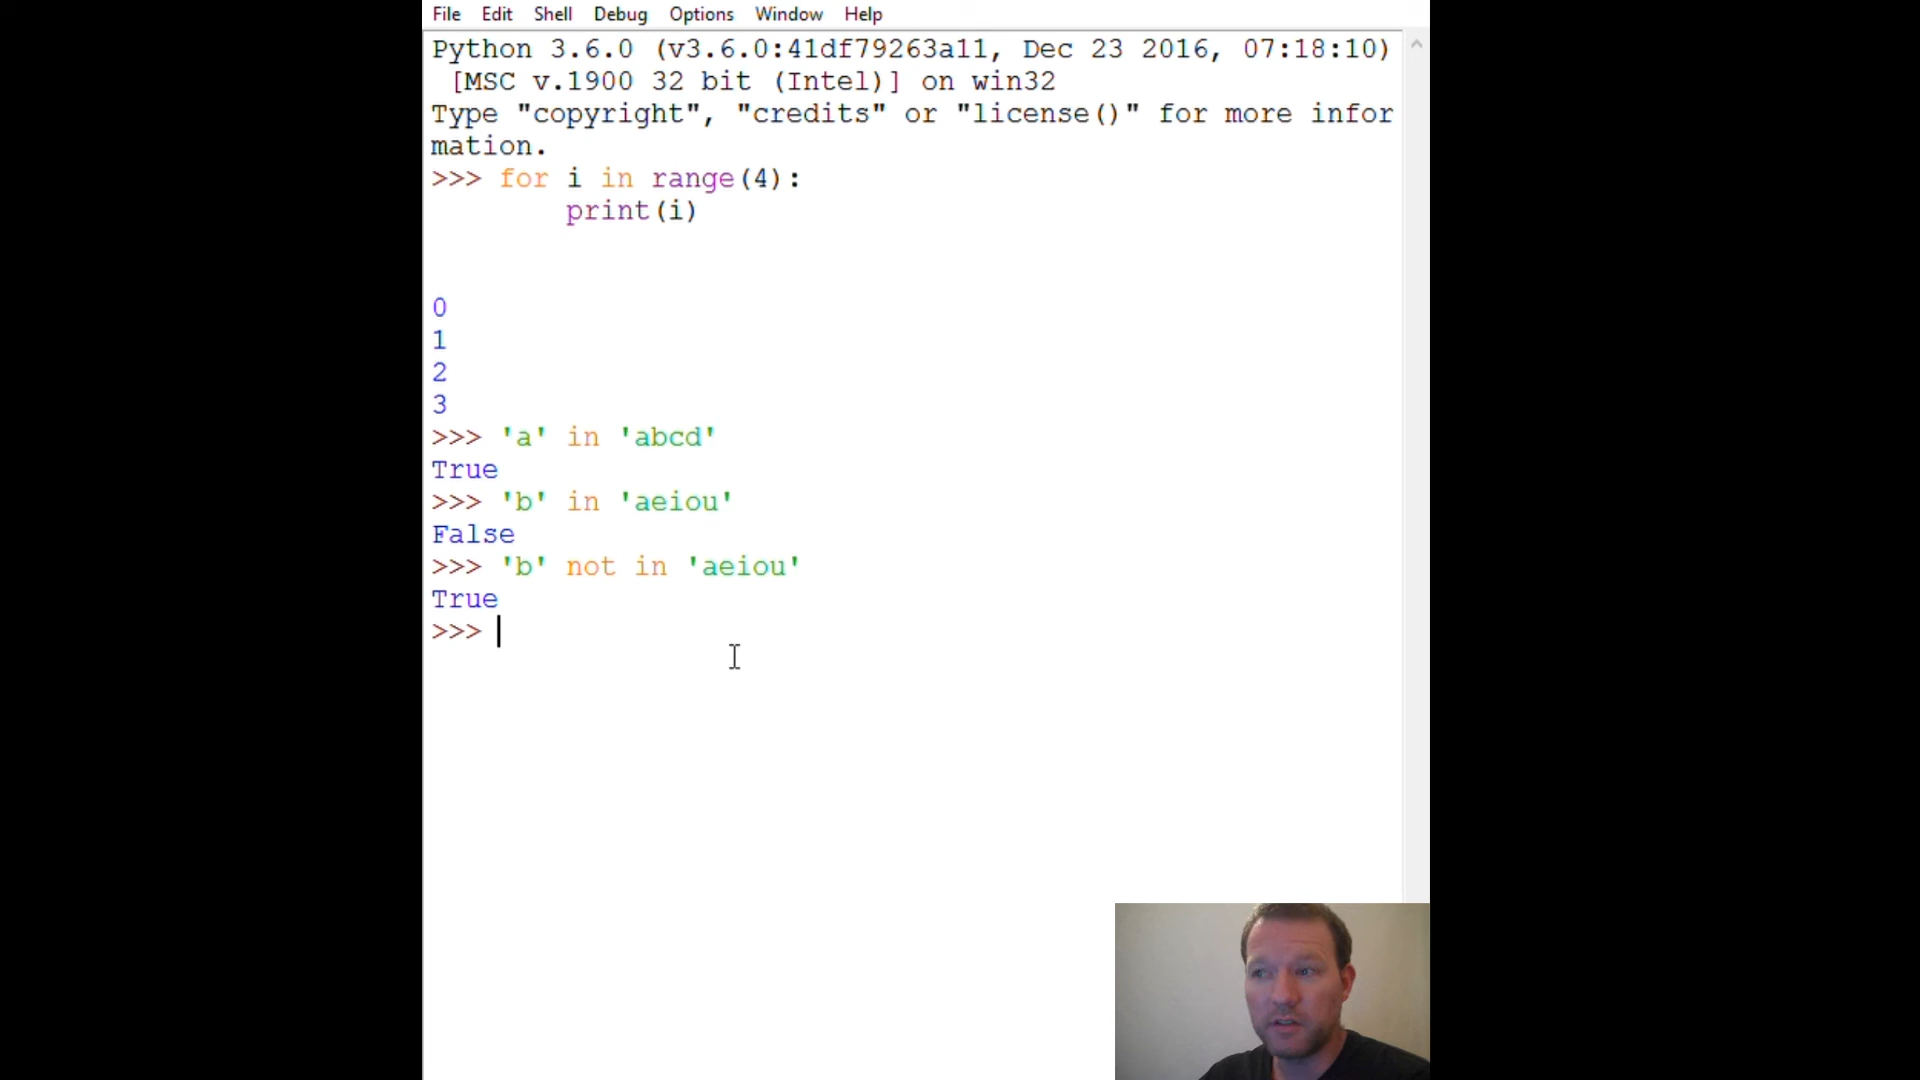 File Edit Shell Debug Options Window Help
Python 3.6.0 (v3.6.0:41df79263a11, Dec 23 2016, 07:18:10)
[MSC v.1900 32 bit (Intel)] on win32
Type "copyright", "credits" or "license()" for more infor
mation.
>>> for i in range(4):
print(i)
0
1
2
3
>>> 'a' in 'abcd'
True
>>> 'b' in 'aeiou'
False
>>> 'b' not in 'aeiou'
True
>>>